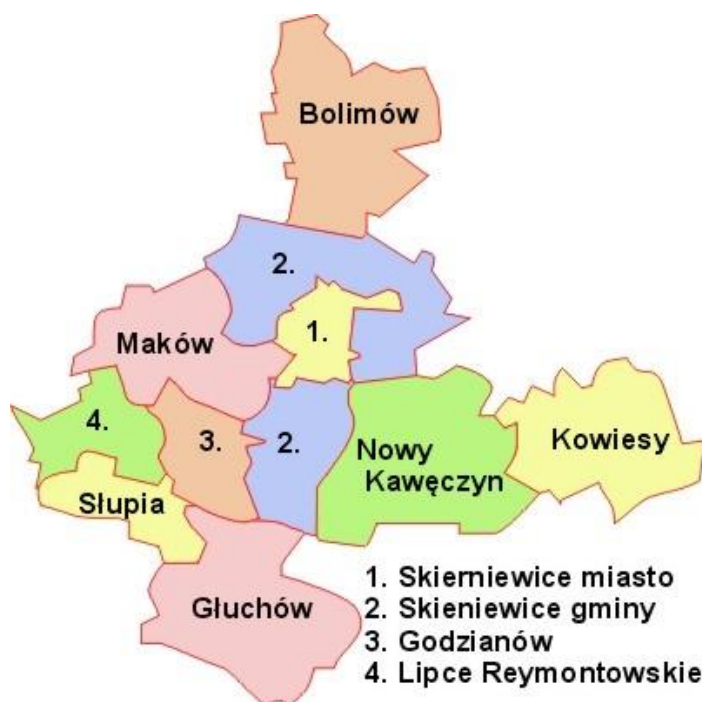 Bolimów
2.
1.
Maków
4.
3.
2.
Nowy
Kawęczyn
Kowiesy
Słupia
Głuchów
1. Skierniewice miasto
2. Skieniewice gminy
3. Godzianów
4. Lipce Reymontowskie